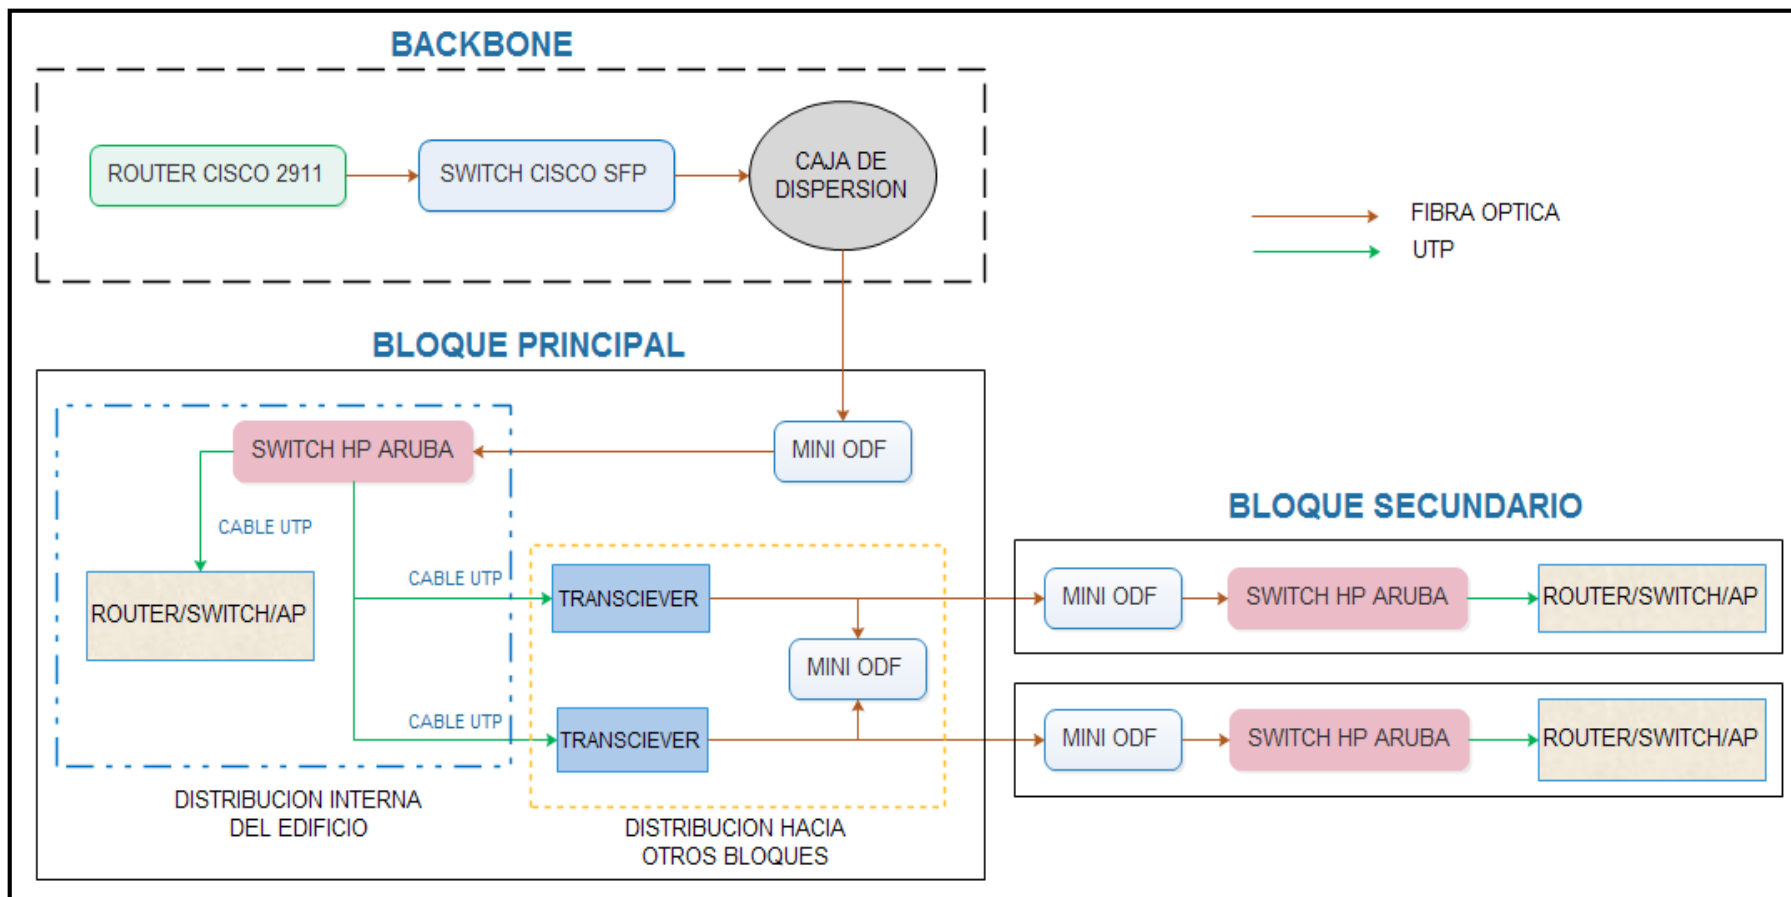 BACKBONE
ROUTER CISCO 2911
SWITCH CISCO SFP
CAJA DE
DISPERSION
FIBRA OPTICA
UTP
BLOQUE PRINCIPAL
SWITCH HP ARUBA
MINI ODF
CABLE UTP
ROUTER/SWITCH/AP
CABLE UTP
TRANSCIEVER
MINI ODF
CABLE UTP
TRANSCIEVER
DISTRIBUCION INTERNA
DEL EDIFICIO
DISTRIBUCION HACIA
OTROS BLOQUES
BLOQUE SECUNDARIO
MINI ODF
SWITCH HP ARUBA
ROUTER/SWITCH/AP
MINI ODF
SWITCH HP ARUBA
ROUTER/SWITCH/AP